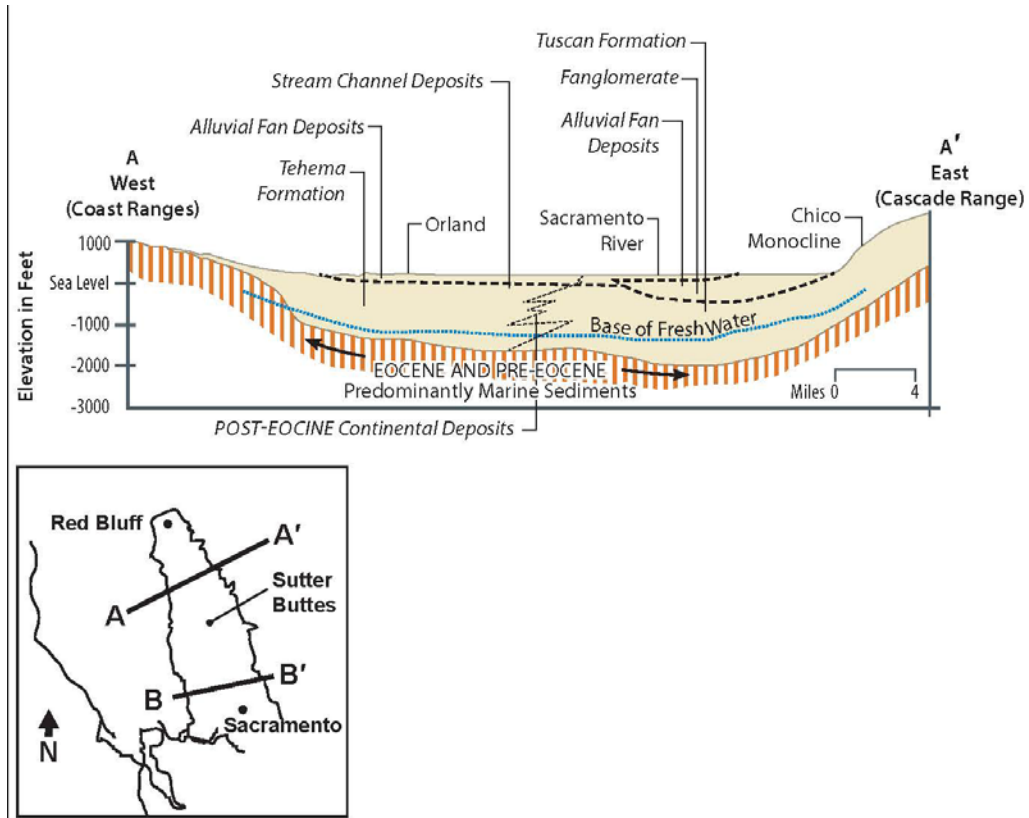 Tuscan Formation
Stream Channel Deposits
Fanglomerate
Alluvial Fan Deposits
Alluvial Fan
Deposits
A
West
(Coast Ranges)
Tehema
Formation
A'
East
(Cascade Range)
Orland
Sacramento
River
Chico
Monocline
Elevation in Feet
1000
Sea Level
-1000
-2000
-3000
Base of Fresh Water
EOCENE AND PRE-EOCENE
Predominantly Marine Sediments
Miles 0 4
POST-EOCINE Continental Deposits
Red Bluff
A'
A
Sutter
Buttes
B'
B
Sacramento
N